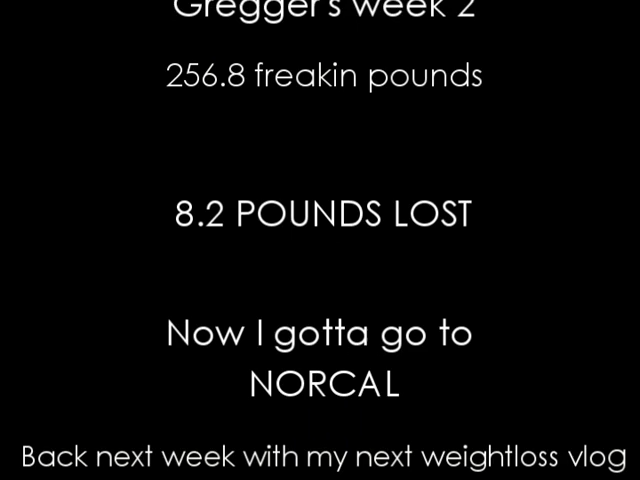 Gregger's week 2
256.8 freakin pounds
8.2 POUNDS LOST
Now I gotta go to
NORCAL
Back next week with my next weightloss vlog